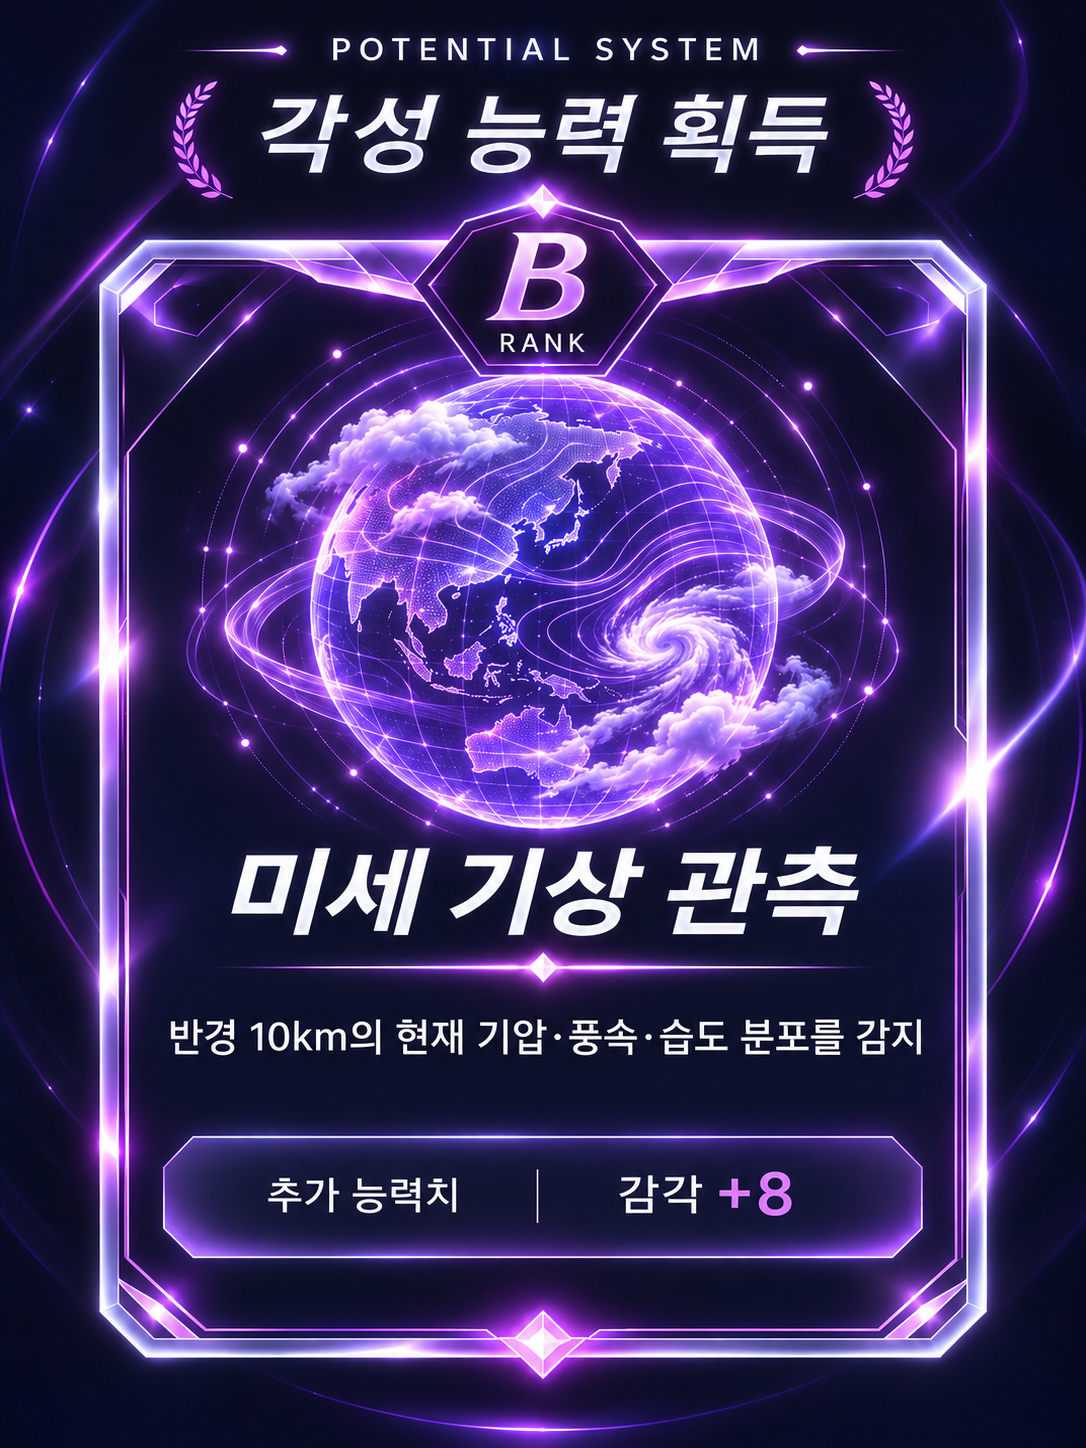 POTENTIAL SYSTEM
각성 능력 획득
B
RANK
미세 기상 관측
반경 10km의 현재 기압·풍속·습도 분포를 감지
추가 능력치
감각 +8